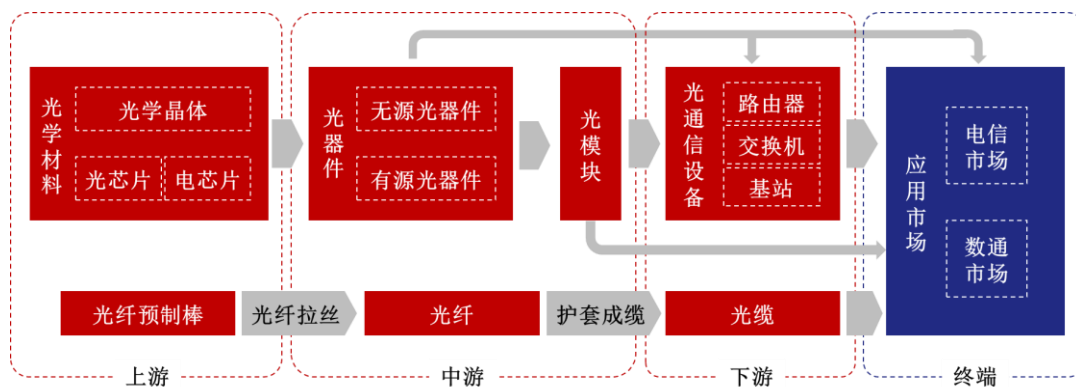 光学材料
光学晶体
光芯片
电芯片
光器件
无源光器件
有源光器件
光模块
光通信设备
路由器
交换机
基站
应用市场
电信
市场
数通
市场
光纤预制棒
光纤拉丝
光纤
护套成缆
光缆
上游
中游
下游
终端